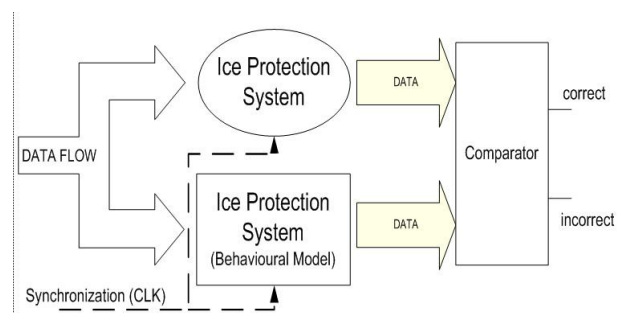 Ice Protection
System
DATA
correct
DATA FLOW
Comparator
Ice Protection
System
(Behavioural Model)
DATA
incorrect
Synchronization (CLK)